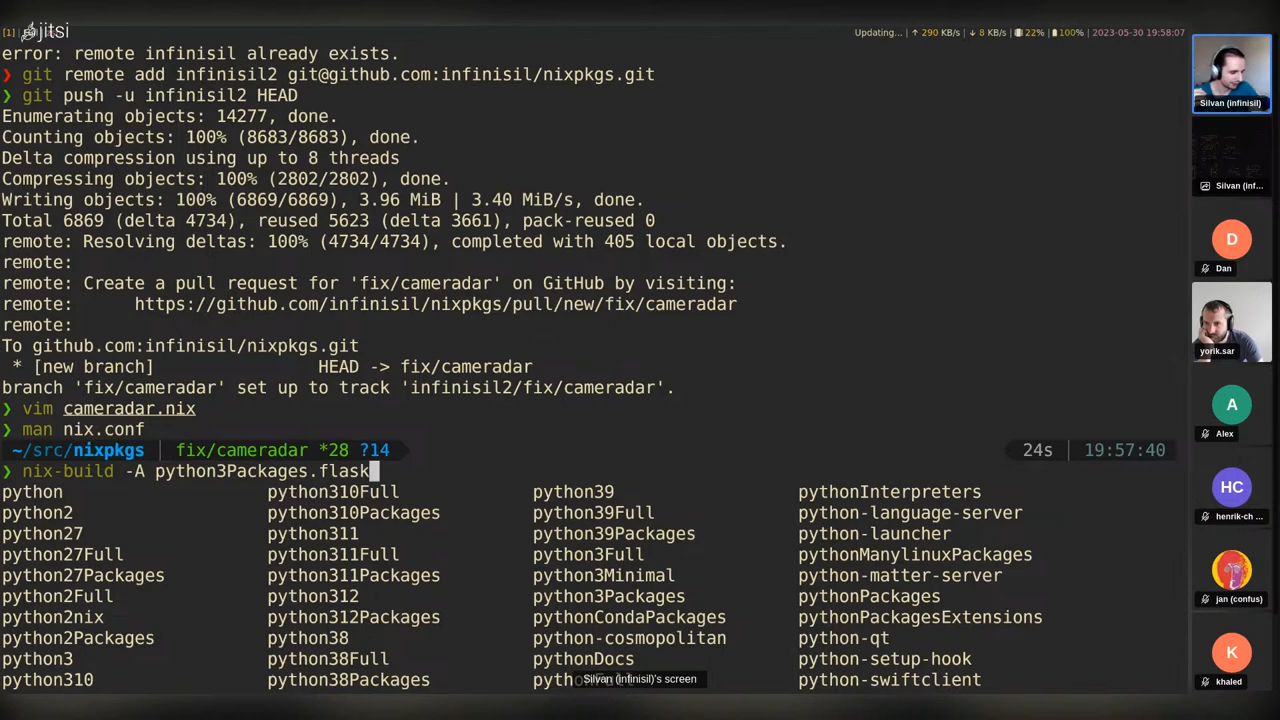 jitsi
[1]
Updating... | ↑ 290 KB/s | ↓ 8 KB/s | 22% | 100% | 2023-05-30 19:58:07
error: remote infinisil already exists.
❯ git remote add infinisil2 git@github.com:infinisil/nixpkgs.git
❯ git push -u infinisil2 HEAD
Enumerating objects: 14277, done.
Counting objects: 100% (8683/8683), done.
Delta compression using up to 8 threads
Compressing objects: 100% (2802/2802), done.
Writing objects: 100% (6869/6869), 3.96 MiB | 3.40 MiB/s, done.
Total 6869 (delta 4734), reused 5623 (delta 3661), pack-reused 0
remote: Resolving deltas: 100% (4734/4734), completed with 405 local objects.
remote:
remote: Create a pull request for 'fix/cameradar' on GitHub by visiting:
remote:      https://github.com/infinisil/nixpkgs/pull/new/fix/cameradar
remote:
To github.com:infinisil/nixpkgs.git
 * [new branch]                HEAD -> fix/cameradar
branch 'fix/cameradar' set up to track 'infinisil2/fix/cameradar'.
❯ vim cameradar.nix
❯ man nix.conf
~/src/nixpkgs | fix/cameradar *28 ?14 24s | 19:57:40
❯ nix-build -A python3Packages.flask
python python310Full python39 pythonInterpreters
python2 python310Packages python39Full python-language-server
python27 python311 python39Packages python-launcher
python27Full python311Full python3Full pythonManylinuxPackages
python27Packages python311Packages python3Minimal python-matter-server
python2Full python312 python3Packages pythonPackages
python2nix python312Packages pythonCondaPackages pythonPackagesExtensions
python2Packages python38 python-cosmopolitan python-qt
python3 python38Full pythonDocs python-setup-hook
python310 python38Packages python-swiftclient
Silvan (infinisil)'s screen
Silvan (infinisil)
Silvan (inf...
D
Dan
yorik.sar
A
Alex
HC
henrik-ch ...
jan (confus)
K
khaled